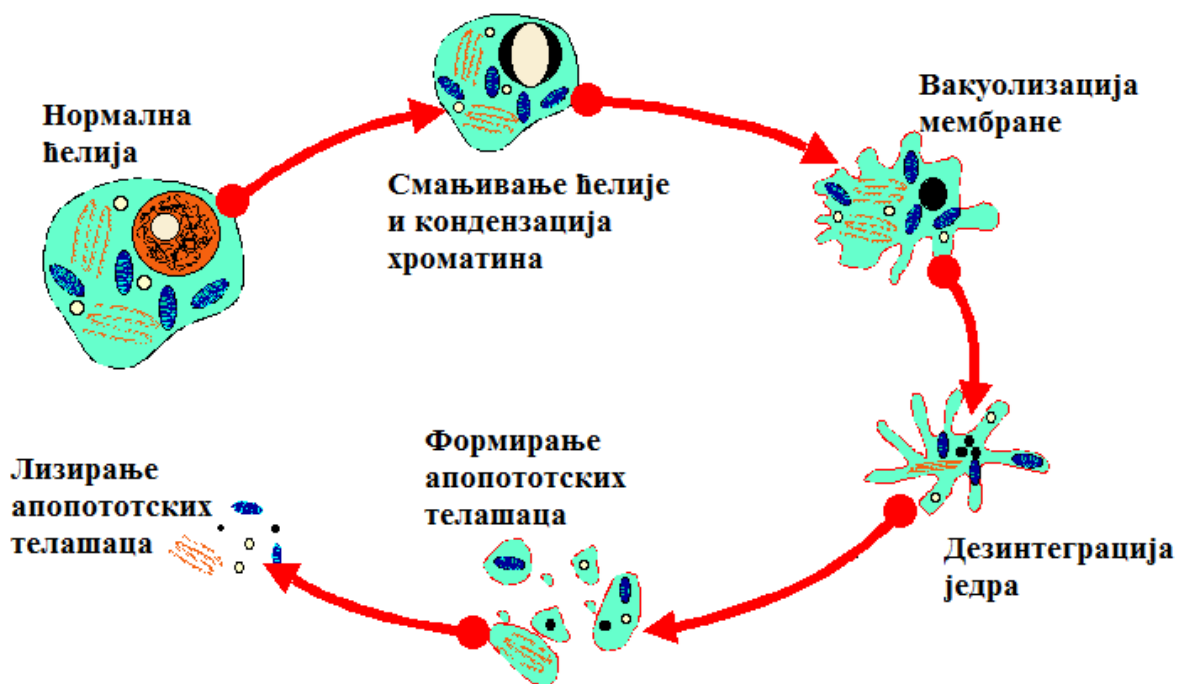 Нормална
ћелија
Смањивање ћелије
и кондензација
хроматина
Вакуолизација
мембране
Дезинтеграција
једра
Формирање
апопототских
телашаца
Лизирање
апопототских
телашаца